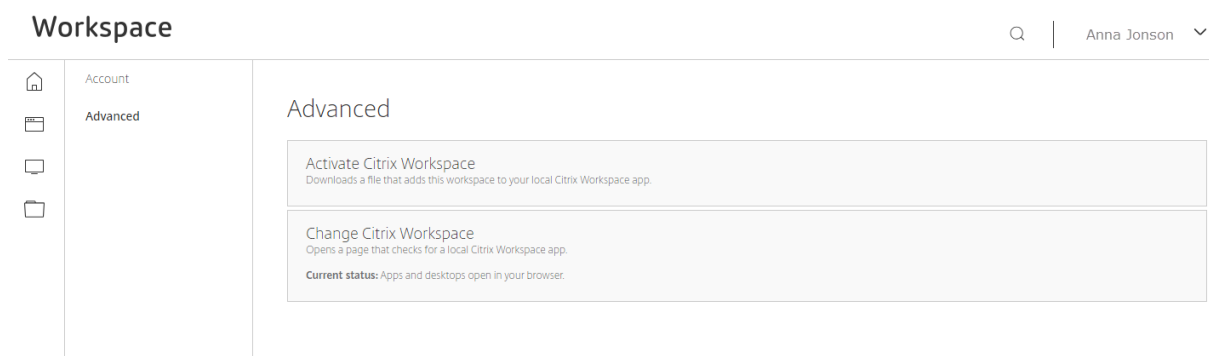 Workspace
Anna Jonson
Account
Advanced
Advanced
Activate Citrix Workspace
Downloads a file that adds this workspace to your local Citrix Workspace app.
Change Citrix Workspace
Opens a page that checks for a local Citrix Workspace app.
Current status: Apps and desktops open in your browser.